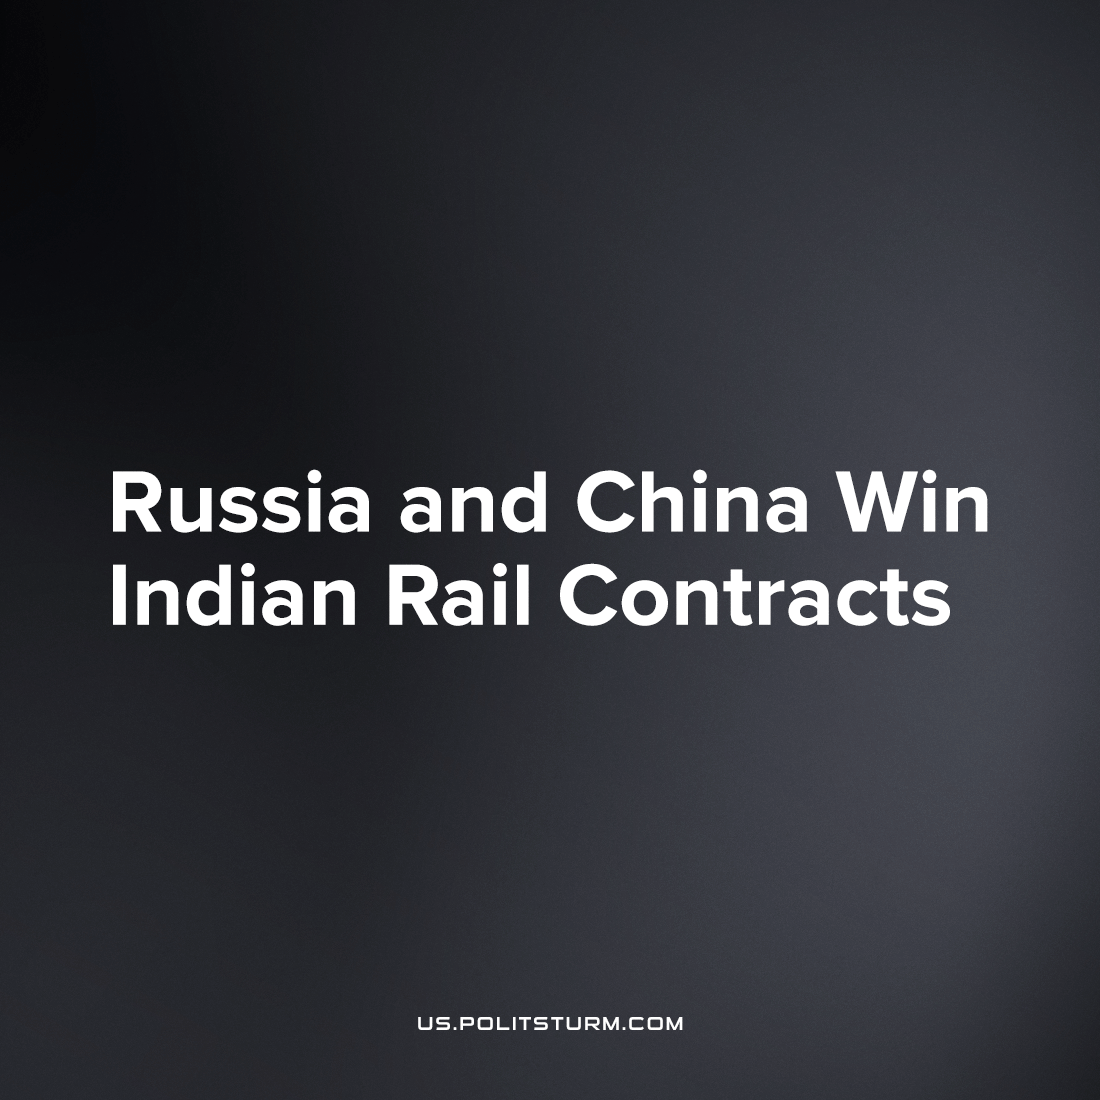 Russia and China Win
Indian Rail Contracts
US.POLITSTURM.COM